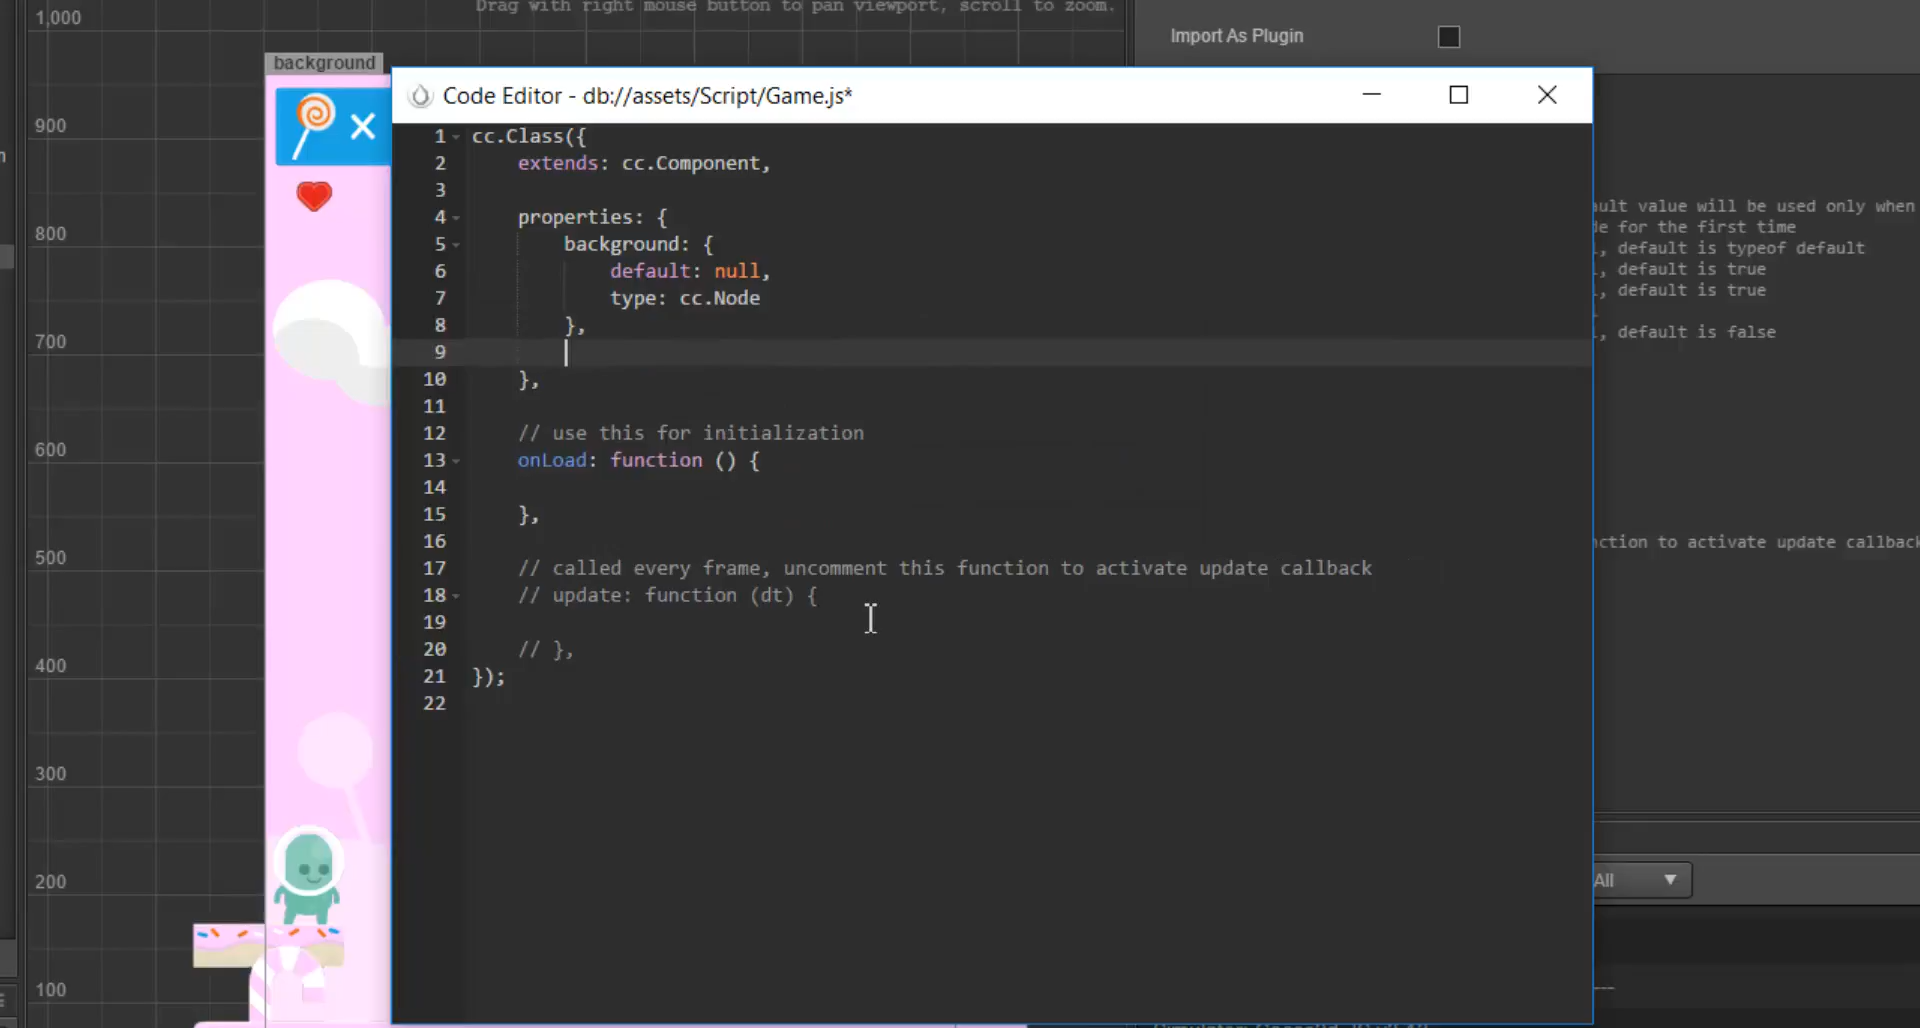 1,000
Drag with right mouse button to pan viewport, scroll to zoom.
Import As Plugin
background
Code Editor - db://assets/Script/Game.js*
900
800
700
600
500
400
300
200
100
1 cc.Class({
2 extends: cc.Component,
3
4 properties: {
5 background: {
6 default: null,
7 type: cc.Node
8 },
9
10 },
11
12 // use this for initialization
13 onLoad: function () {
14
15 },
16
17 // called every frame, uncomment this function to activate update callback
18 // update: function (dt) {
19
20 // },
21 });
22
value will be used only when
for the first time
, default is typeof default
, default is true
, default is true
, default is false
to activate update callback
All